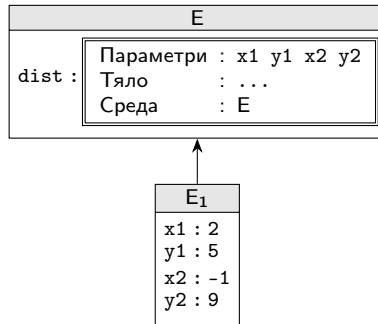 E
dist :
Параметри : x1 y1 x2 y2
Тяло : ...
Среда : E
E₁
x1 : 2
y1 : 5
x2 : -1
y2 : 9